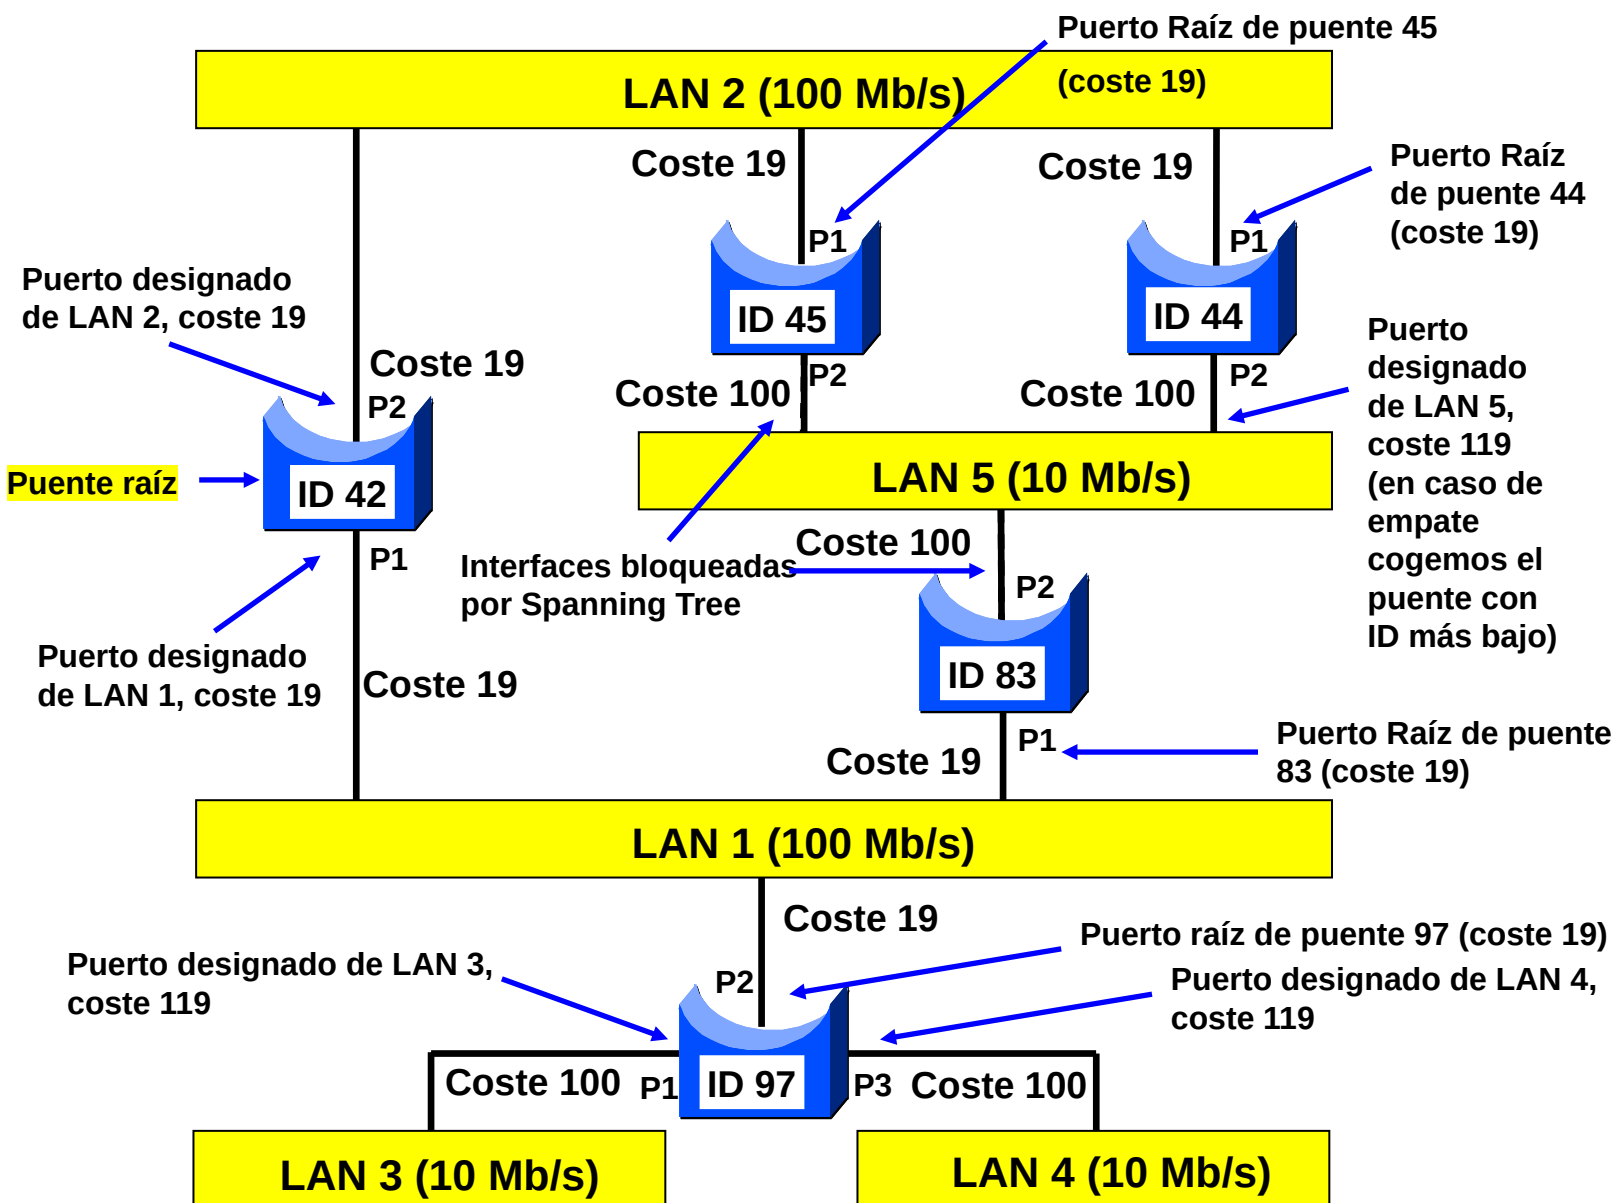 Puerto Raíz de puente 45
(coste 19)
LAN 2 (100 Mb/s)
Coste 19
Coste 19
Puerto Raíz
de puente 44
(coste 19)
P1
P1
Puerto designado
de LAN 2, coste 19
ID 45
ID 44
Puerto
designado
de LAN 5,
coste 119
(en caso de
empate
cogemos el
puente con
ID más bajo)
Coste 19
P2
P2
P2
Coste 100
Coste 100
Puente raíz
ID 42
LAN 5 (10 Mb/s)
P1
Coste 100
Interfaces bloqueadas
por Spanning Tree
P2
Puerto designado
de LAN 1, coste 19
Coste 19
ID 83
P1
Puerto Raíz de puente
83 (coste 19)
Coste 19
LAN 1 (100 Mb/s)
Coste 19
Puerto raíz de puente 97 (coste 19)
Puerto designado de LAN 3,
coste 119
P2
Puerto designado de LAN 4,
coste 119
Coste 100
P1
ID 97
P3
Coste 100
LAN 3 (10 Mb/s)
LAN 4 (10 Mb/s)